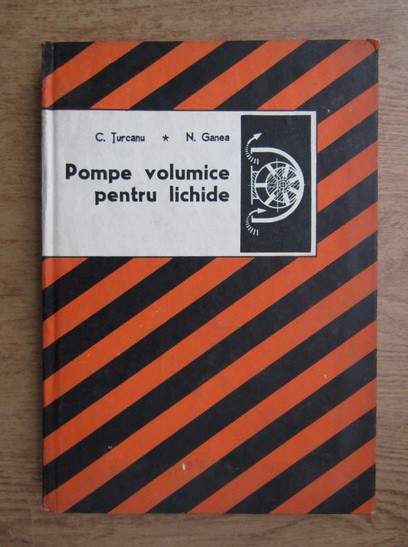 C. Țurcanu ★ N. Ganea
Pompe volumice
pentru lichide